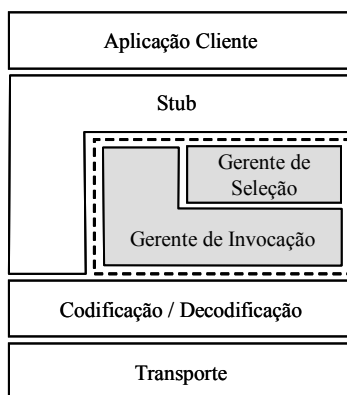 Aplicação Cliente
Stub
Gerente de
Seleção
Gerente de Invocação
Codificação / Decodificação
Transporte